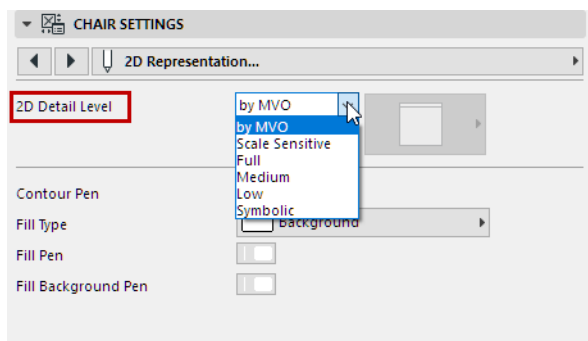 CHAIR SETTINGS
2D Representation...
2D Detail Level
by MVO
by MVO
Scale Sensitive
Full
Medium
Low
Symbolic
Contour Pen
Fill Type
Background
Fill Pen
Fill Background Pen